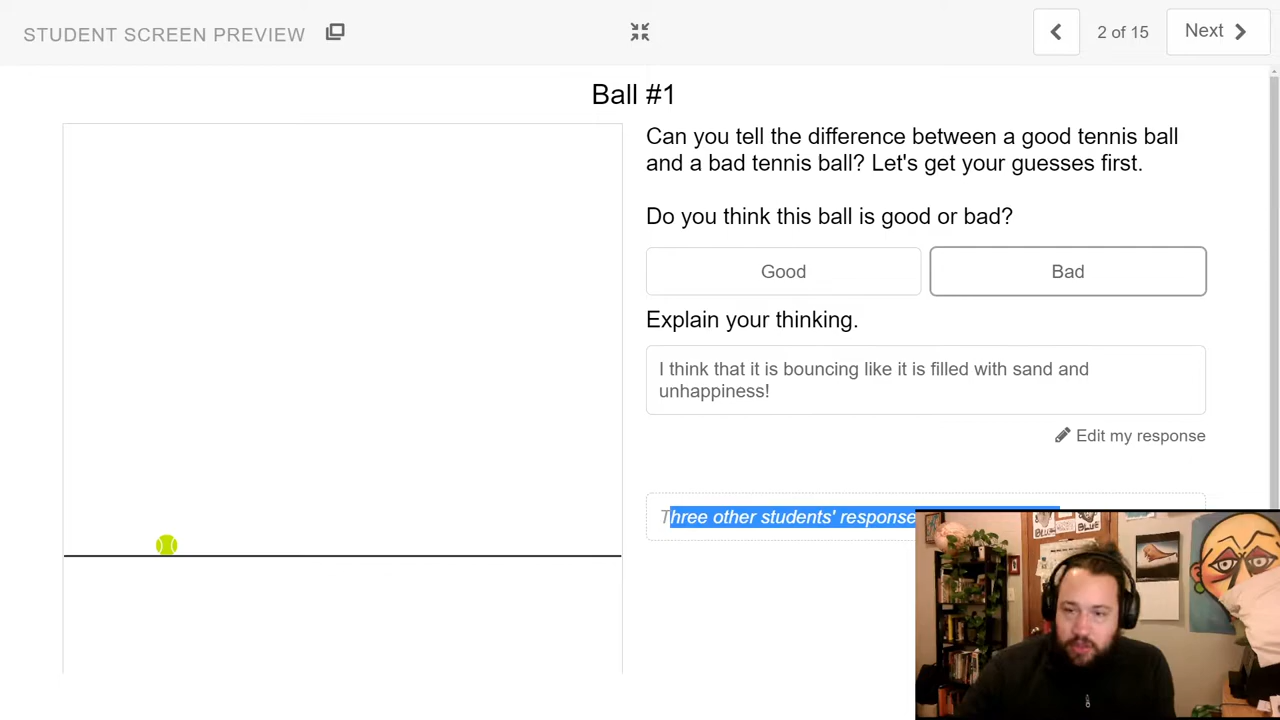 STUDENT SCREEN PREVIEW
2 of 15
Next
Ball #1
Can you tell the difference between a good tennis ball
and a bad tennis ball? Let's get your guesses first.
Do you think this ball is good or bad?
Good
Bad
Explain your thinking.
I think that it is bouncing like it is filled with sand and
unhappiness!
Edit my response
Three other students' response